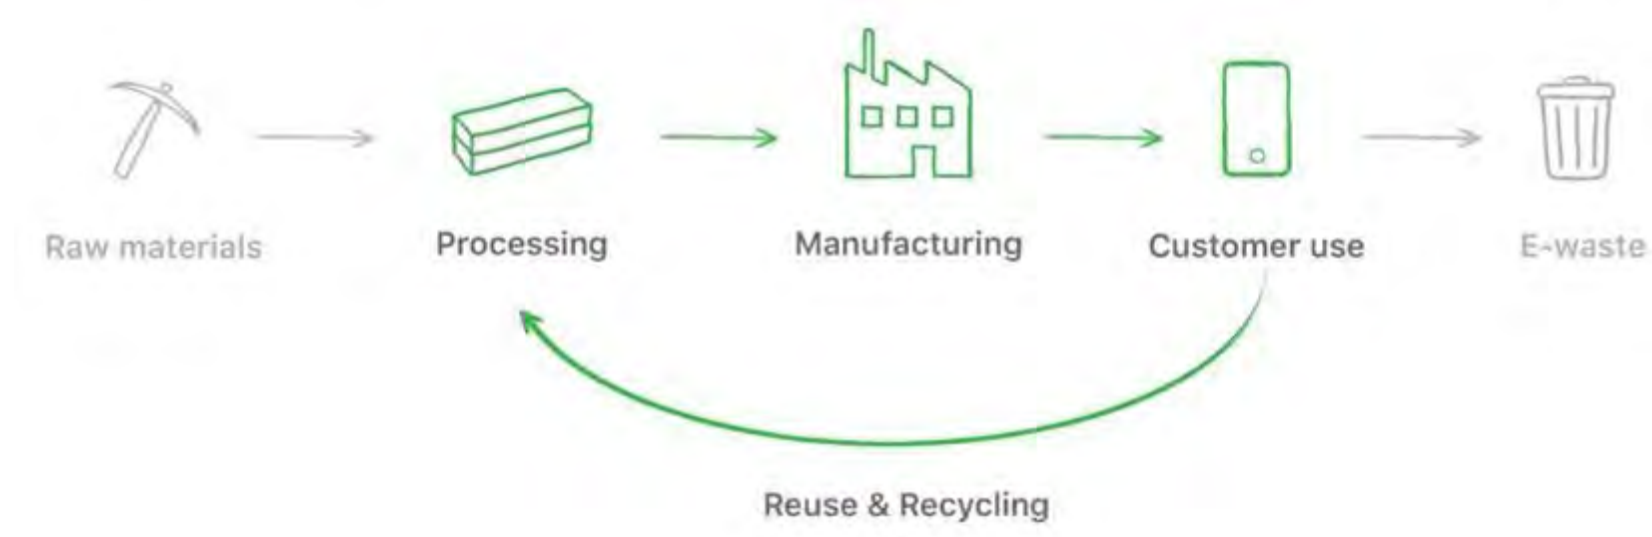 Raw materials
Processing
Manufacturing
Customer use
E-waste
Reuse & Recycling